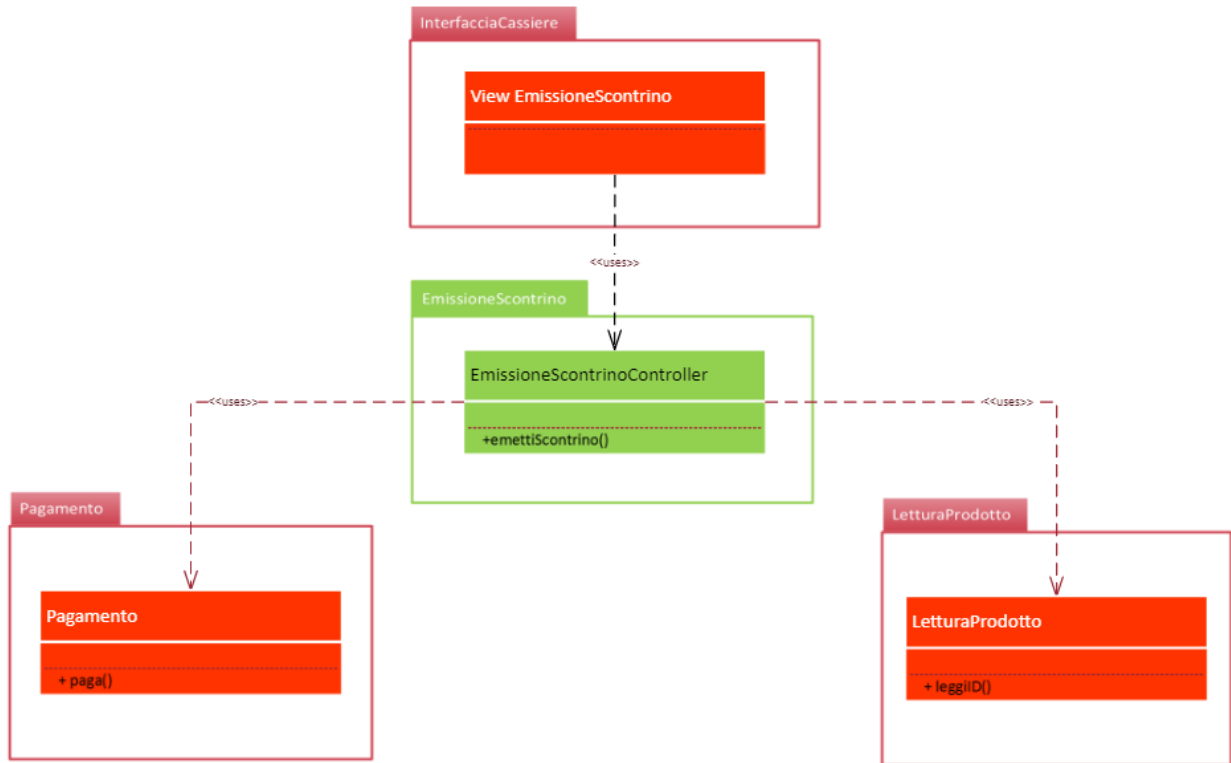 InterfacciaCassiere
View EmissioneScontrino
<<uses>>
EmissioneScontrino
EmissioneScontrinoController
<<uses>>
<<uses>>
+emettiScontrino()
Pagamento
LetturaProdotto
Pagamento
LetturaProdotto
+ paga()
+ leggiID()